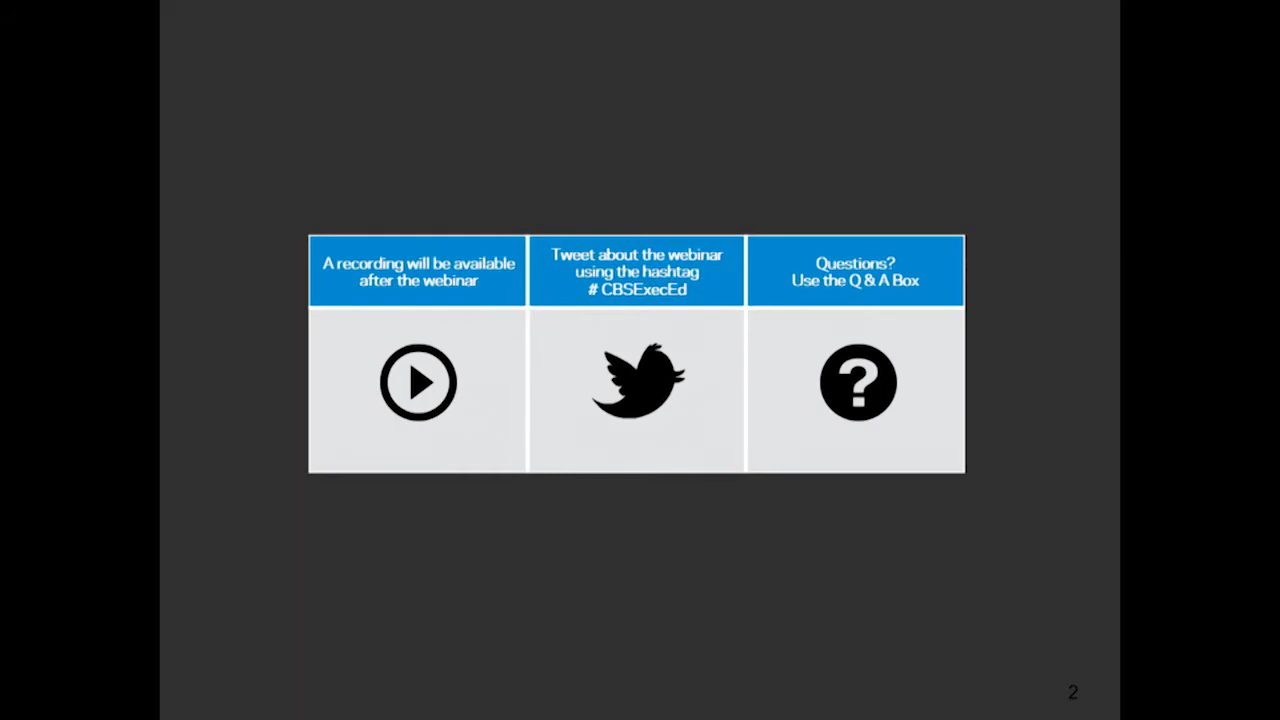 A recording will be available
after the webinar
Tweet about the webinar
using the hashtag
# CBSExecEd
Questions?
Use the Q & A Box
?
2